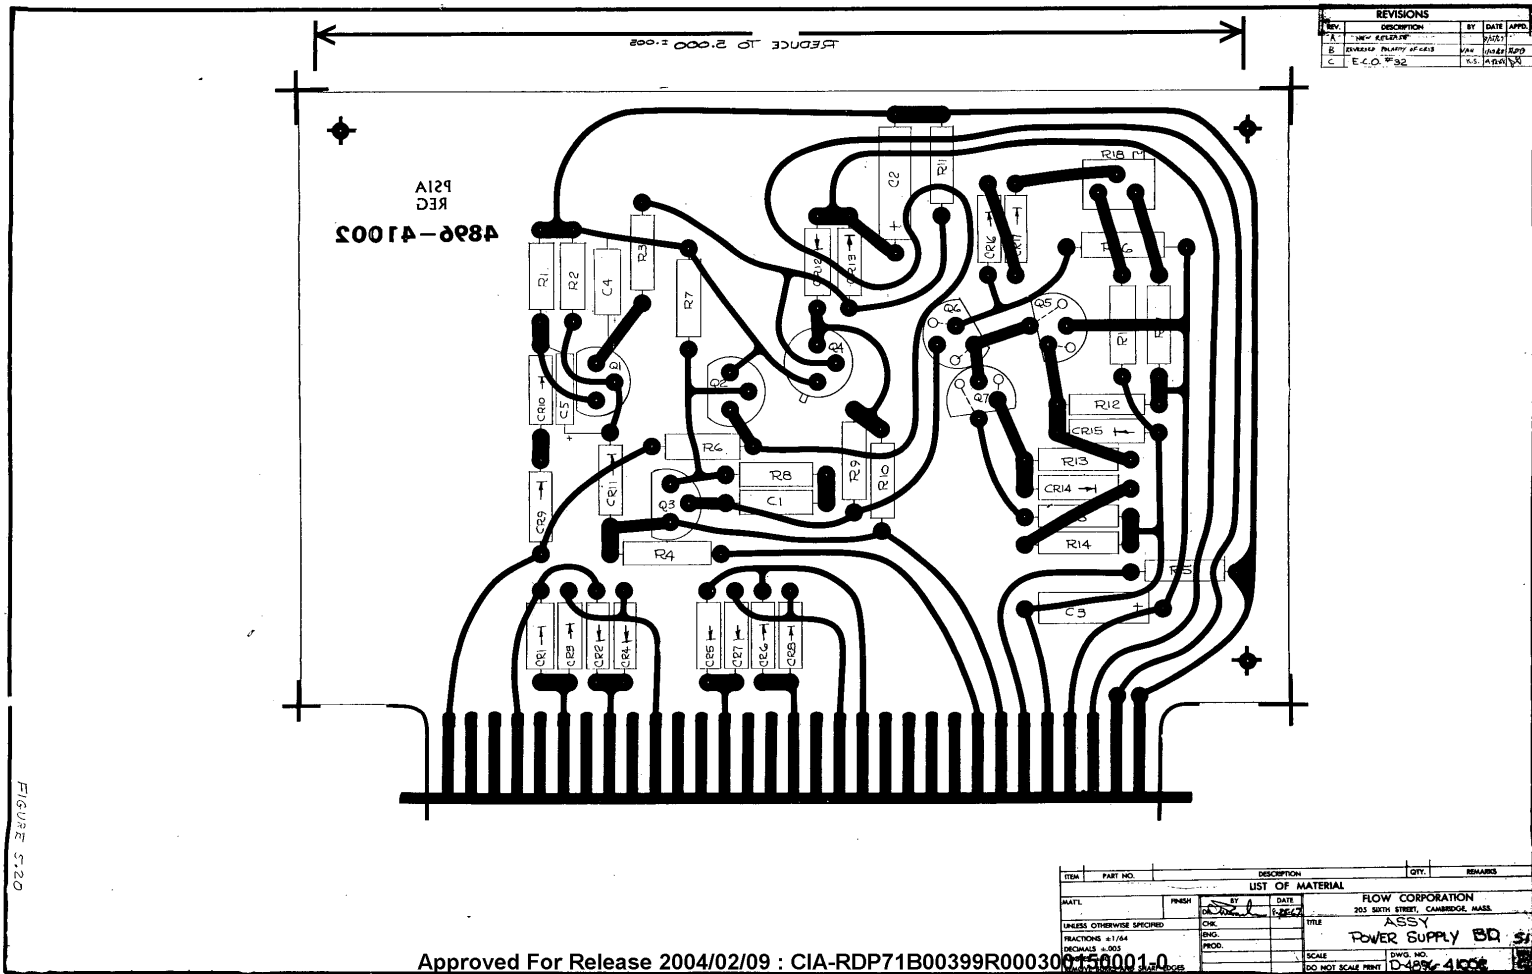 REVISIONS
REV. DESCRIPTION BY DATE APPD.
A NEW RELEASE
B REVERSED POLARITY OF CR13
C E.C.O. #32 K.S.
REDUCE TO 5.000 ±.005
PS1A
REG
4896-41002
R18
C2 R11
R1 R2 C4 R3 R7 CR12 CR13 CR16 CR17
Q6 Q5
Q1 Q2 Q4
CR10 C5 Q7
R12
CR15
R6 R9 R10
R13
R8
CR11 CR14
C1
CR9 Q3
R14
R4
R5
C3
CR1 CR3 CR2 CR4 CR5 CR7 CR6 CR8
FIGURE 5.20
ITEM PART NO. DESCRIPTION QTY. REMARKS
LIST OF MATERIAL
MAT'L FINISH BY DATE FLOW CORPORATION
205 SIXTH STREET, CAMBRIDGE, MASS.
DR.
UNLESS OTHERWISE SPECIFIED CHK. TITLE ASSY
FRACTIONS ±1/64 ENG. POWER SUPPLY BD
DECIMALS ±.005 PROD.
SCALE DWG. NO.
DO NOT SCALE PRINT
Approved For Release 2004/02/09 : CIA-RDP71B00399R000300150001-0